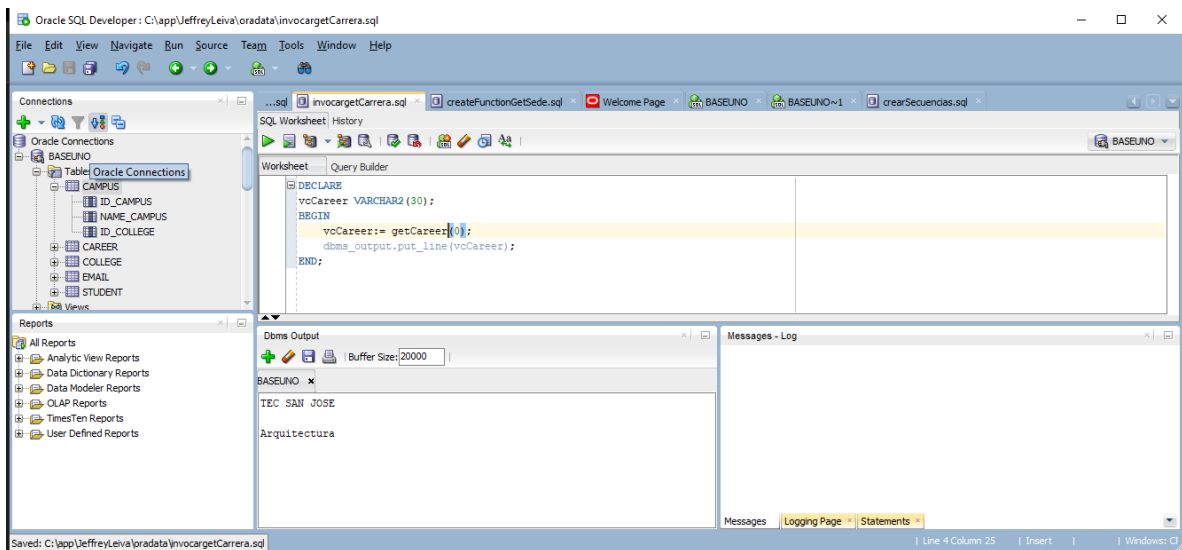 Oracle SQL Developer : C:\app\JeffreyLeiva\oradata\invocargetCarrera.sql
File Edit View Navigate Run Source Team Tools Window Help
Connections
Oracle Connections
BASEUNO
Oracle Connections
CAMPUS
ID_CAMPUS
NAME_CAMPUS
ID_COLLEGE
CAREER
COLLEGE
EMAIL
STUDENT
Views
Reports
All Reports
Analytic View Reports
Data Dictionary Reports
Data Modeler Reports
OLAP Reports
TimesTen Reports
User Defined Reports
...sql invocargetCarrera.sql createFunctionGetSede.sql Welcome Page BASEUNO BASEUNO~1 crearSecuencias.sql
SQL Worksheet History
BASEUNO
Worksheet Query Builder
DECLARE
vcCareer VARCHAR2(30);
BEGIN
vcCareer:= getCareer(0);
dbms_output.put_line(vcCareer);
END;
Dbms Output
Buffer Size: 20000
BASEUNO
TEC SAN JOSE
Arquitectura
Messages - Log
Messages Logging Page Statements
Saved: C:\app\JeffreyLeiva\oradata\invocargetCarrera.sql
Line 4 Column 25 | Insert | | Windows: